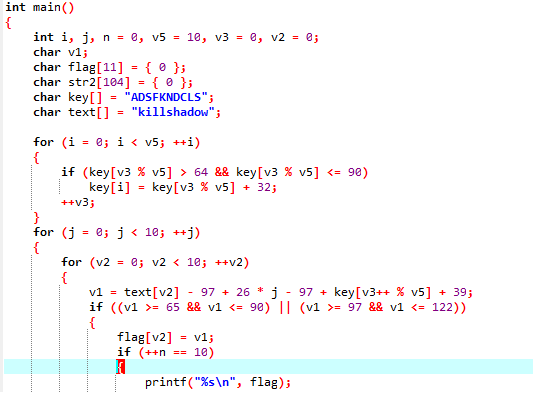 int main()
{
int i, j, n = 0, v5 = 10, v3 = 0, v2 = 0;
char v1;
char flag[11] = { 0 };
char str2[104] = { 0 };
char key[] = "ADSFKNDCLS";
char text[] = "killshadow";
for (i = 0; i < v5; ++i)
{
if (key[v3 % v5] > 64 && key[v3 % v5] <= 90)
key[i] = key[v3 % v5] + 32;
++v3;
}
for (j = 0; j < 10; ++j)
{
for (v2 = 0; v2 < 10; ++v2)
{
v1 = text[v2] - 97 + 26 * j - 97 + key[v3++ % v5] + 39;
if ((v1 >= 65 && v1 <= 90) || (v1 >= 97 && v1 <= 122))
{
flag[v2] = v1;
if (++n == 10)
{
printf("%s\n", flag);